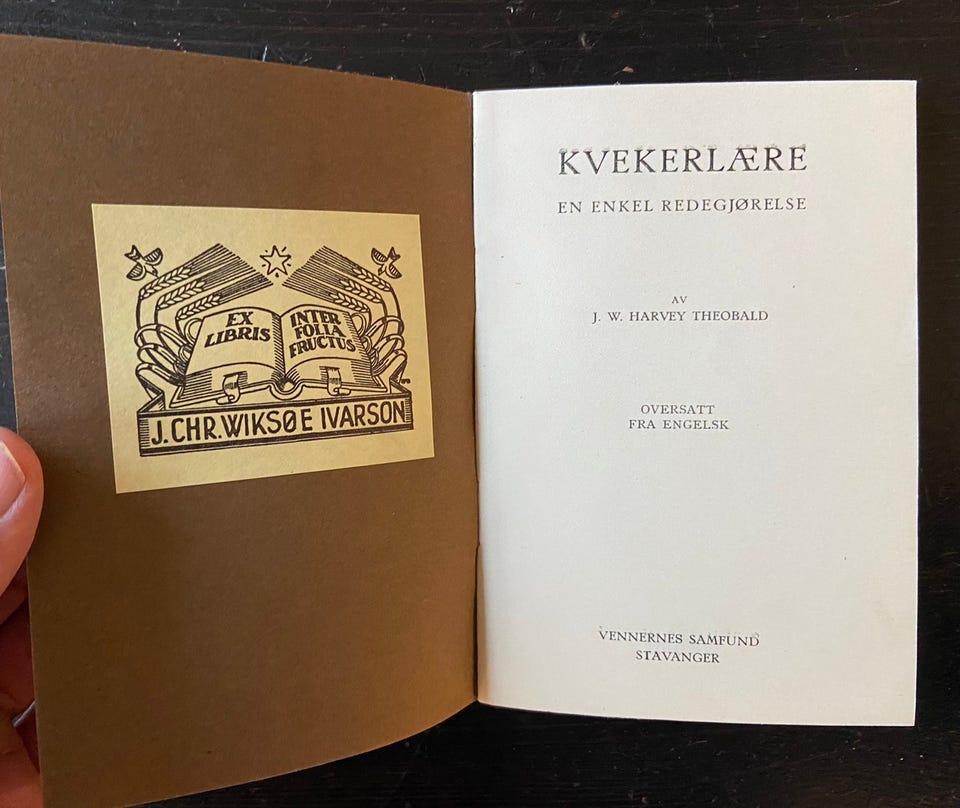 EX
LIBRIS
INTER
FOLIA
FRUCTUS
J. CHR. WIKSØE IVARSON
KVEKERLÆRE
EN ENKEL REDEGJØRELSE
AV
J. W. HARVEY THEOBALD
OVERSATT
FRA ENGELSK
VENNERNES SAMFUND
STAVANGER